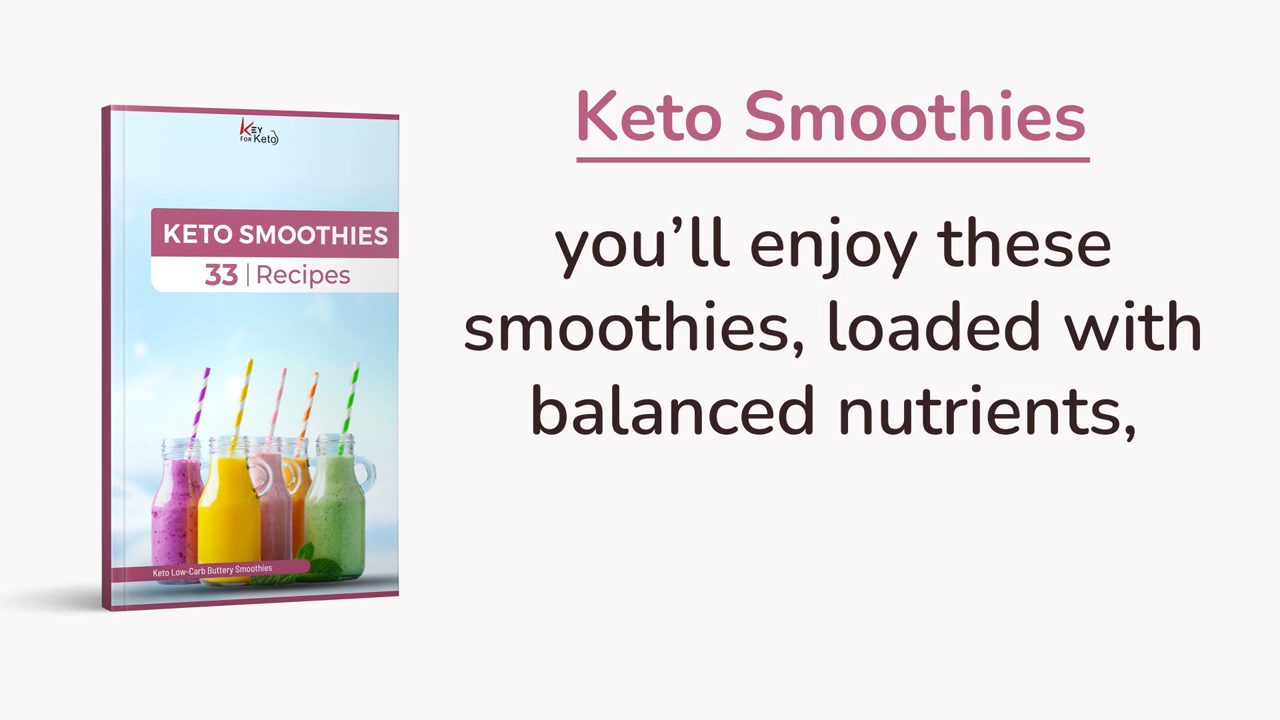 KEY
FOR Keto
KETO SMOOTHIES
33 | Recipes
Keto Low-Carb Buttery Smoothies
Keto Smoothies
you’ll enjoy these
smoothies, loaded with
balanced nutrients,